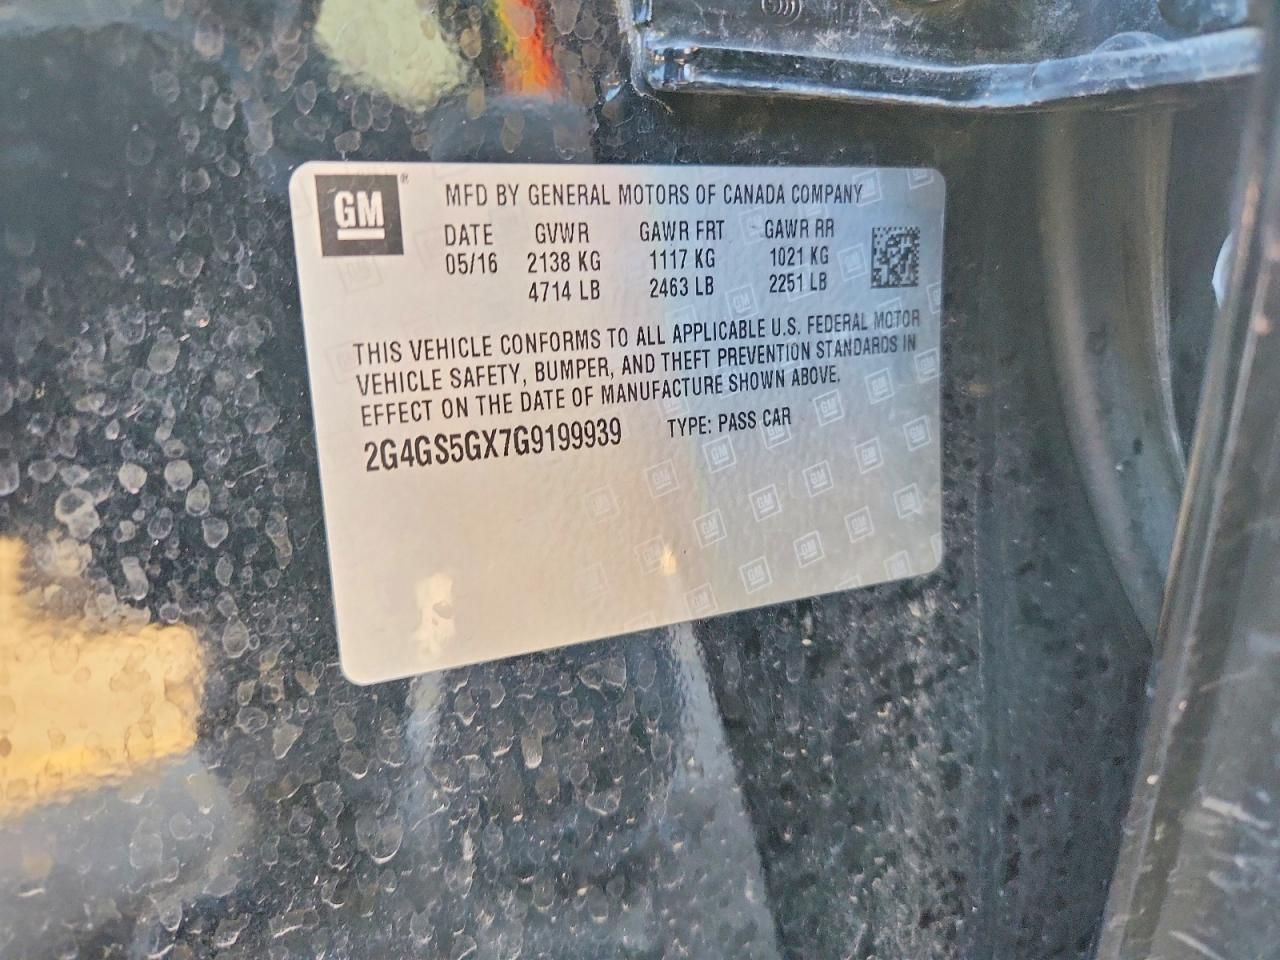 GM
MFD BY GENERAL MOTORS OF CANADA COMPANY
DATE GVWR GAWR FRT GAWR RR
05/16 2138 KG 1117 KG 1021 KG
4714 LB 2463 LB 2251 LB
THIS VEHICLE CONFORMS TO ALL APPLICABLE U.S. FEDERAL MOTOR
VEHICLE SAFETY, BUMPER, AND THEFT PREVENTION STANDARDS IN
EFFECT ON THE DATE OF MANUFACTURE SHOWN ABOVE.
2G4GS5GX7G9199939 TYPE: PASS CAR